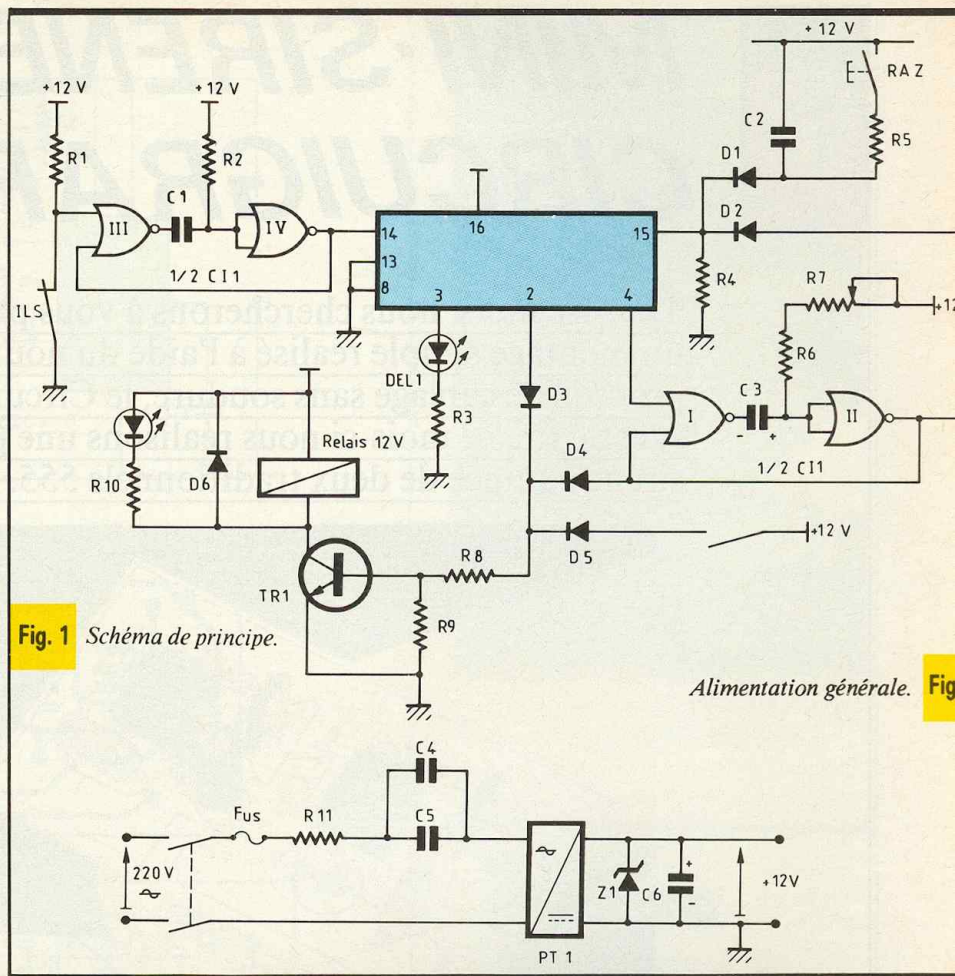 +12 V
RAZ
R5
C2
D1
D2
+12 V
R1
+12 V
R2
C1
III
IV
1/2 CI1
ILS
14
13
8
16
15
3
2
4
R4
R7
+12
R6
DEL1
R3
D3
I
C3
-
+
II
1/2 CI1
D4
D5
+12 V
Relais 12V
R10
D6
TR1
R8
R9
Fig. 1 Schéma de principe.
Alimentation générale. Fig
C4
C5
Fus
R11
220V
Z1
C6
+
-
+12V
PT 1